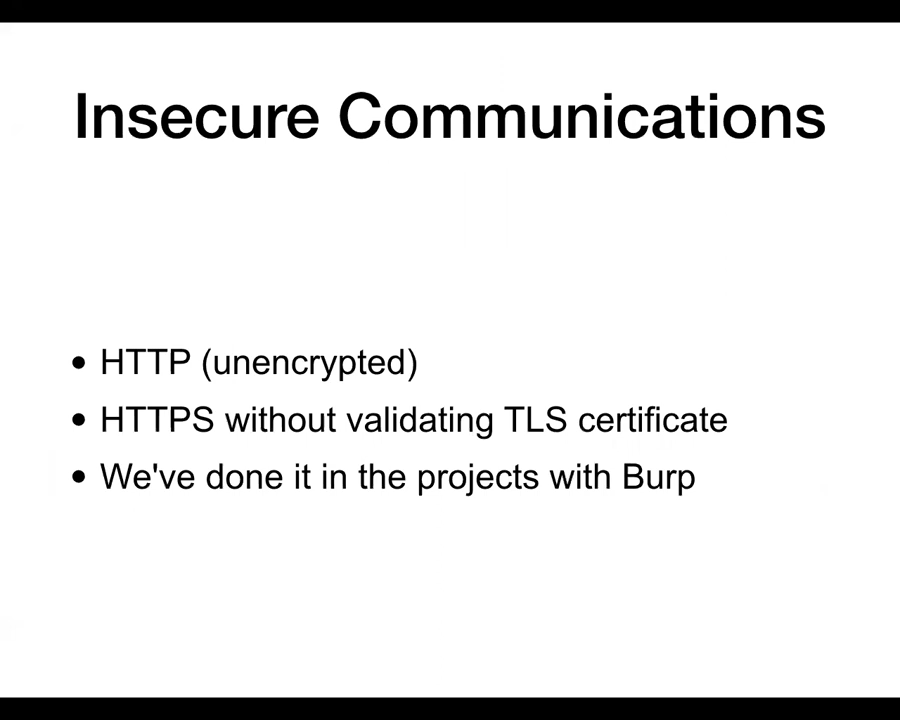 Insecure Communications
• HTTP (unencrypted)
• HTTPS without validating TLS certificate
• We've done it in the projects with Burp